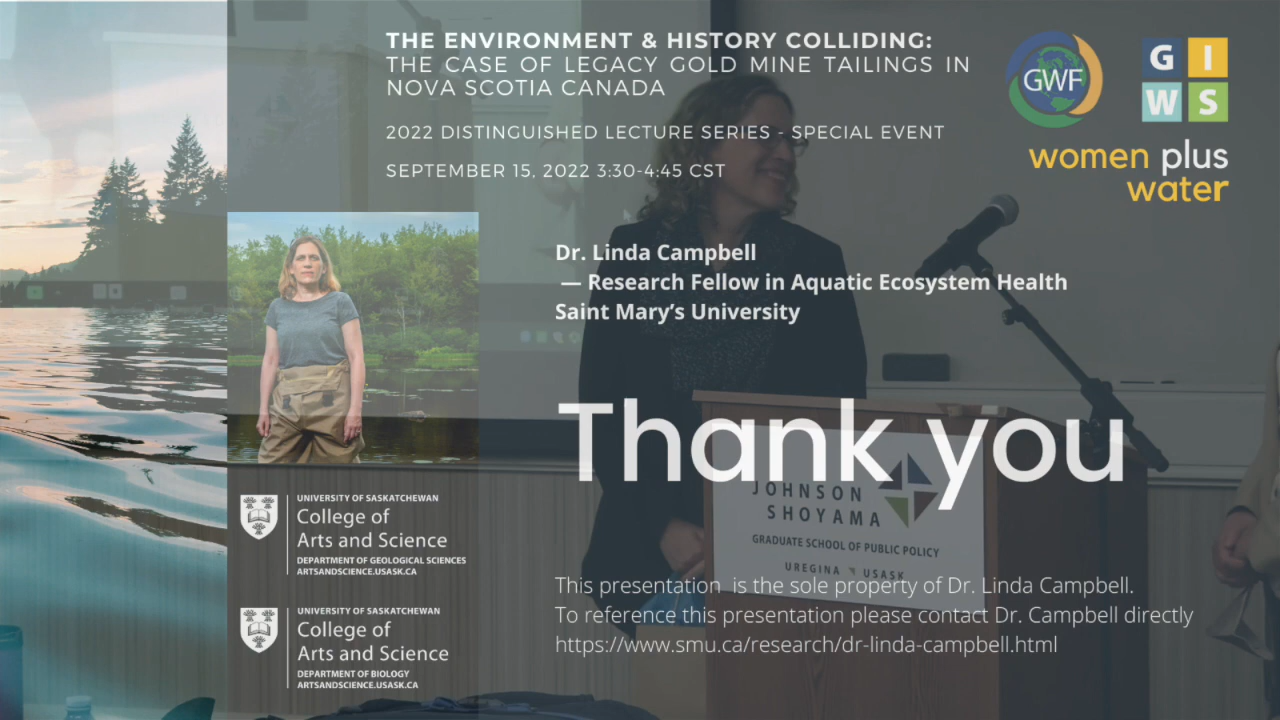 THE ENVIRONMENT & HISTORY COLLIDING:
THE CASE OF LEGACY GOLD MINE TAILINGS IN
NOVA SCOTIA CANADA
2022 DISTINGUISHED LECTURE SERIES - SPECIAL EVENT
SEPTEMBER 15, 2022 3:30-4:45 CST
GWF
G I
W S
women plus
water
Dr. Linda Campbell
— Research Fellow in Aquatic Ecosystem Health
Saint Mary's University
Thank you
JOHNSON
SHOYAMA
GRADUATE SCHOOL OF PUBLIC POLICY
UREGINA USASK
UNIVERSITY OF SASKATCHEWAN
College of
Arts and Science
DEPARTMENT OF GEOLOGICAL SCIENCES
ARTSANDSCIENCE.USASK.CA
UNIVERSITY OF SASKATCHEWAN
College of
Arts and Science
DEPARTMENT OF BIOLOGY
ARTSANDSCIENCE.USASK.CA
This presentation is the sole property of Dr. Linda Campbell.
To reference this presentation please contact Dr. Campbell directly
https://www.smu.ca/research/dr-linda-campbell.html